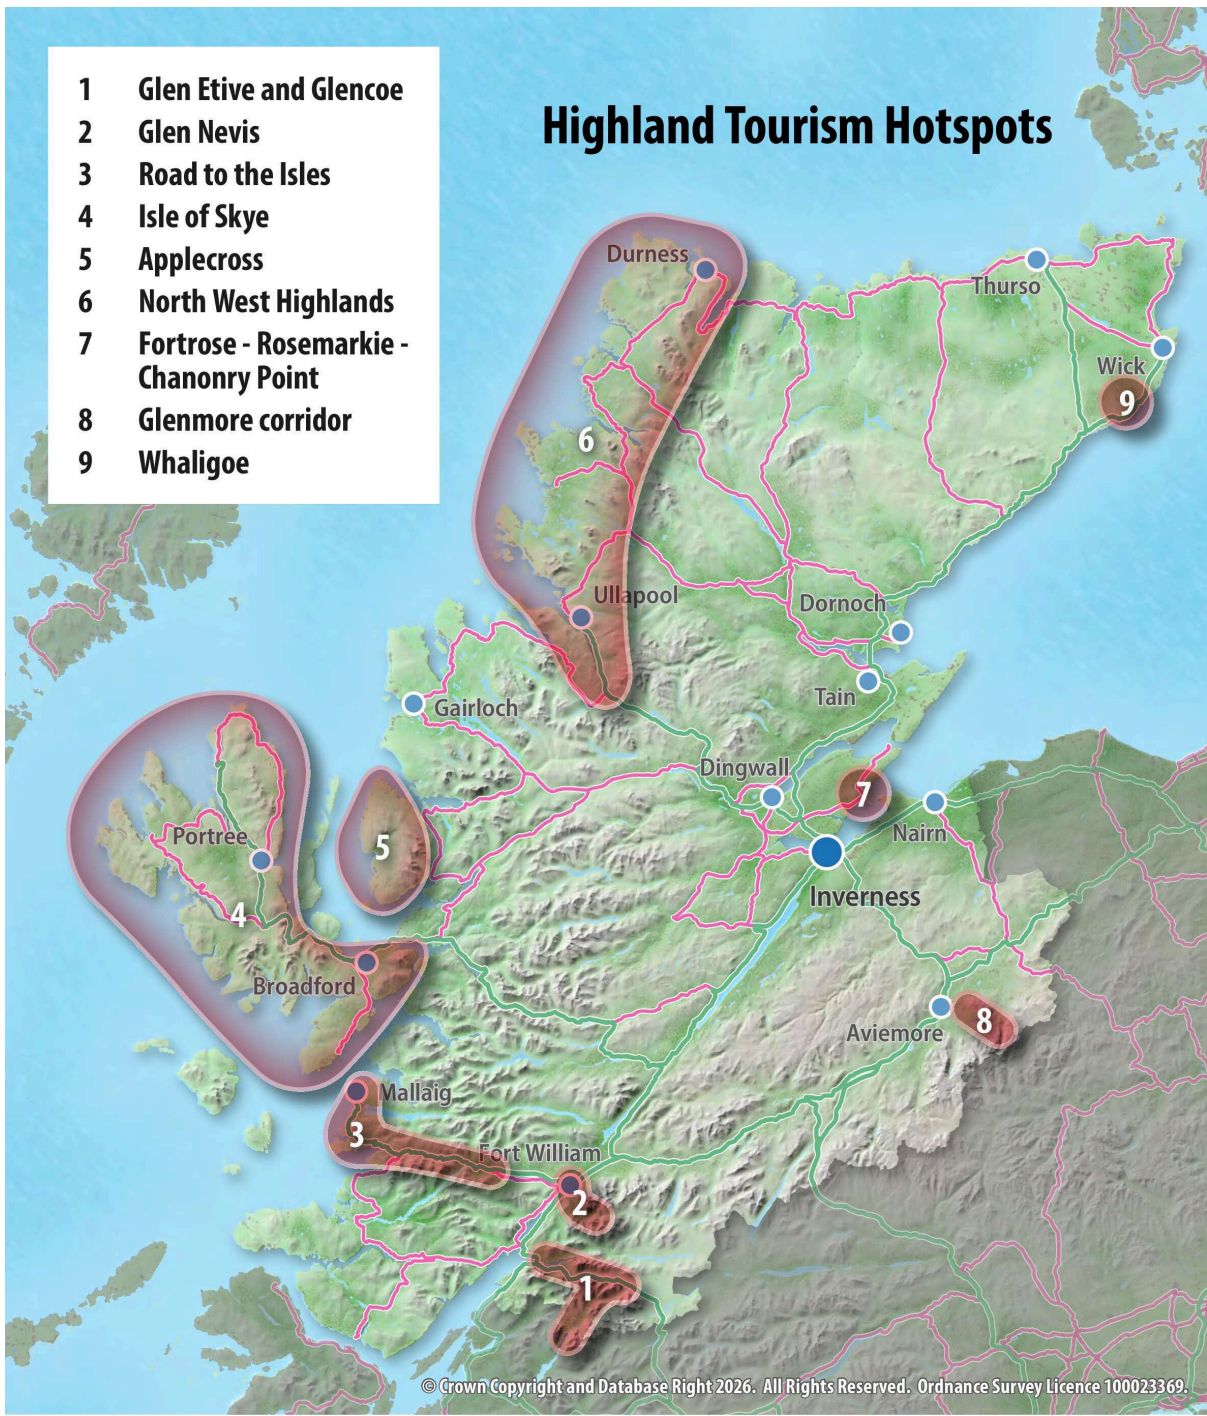 1 Glen Etive and Glencoe
2 Glen Nevis
3 Road to the Isles
4 Isle of Skye
5 Applecross
6 North West Highlands
7 Fortrose - Rosemarkie -
Chanonry Point
8 Glenmore corridor
9 Whaligoe
Highland Tourism Hotspots
Durness
Thurso
Wick
9
6
Ullapool
Dornoch
Tain
Gairloch
Dingwall
7
Nairn
Portree
5
Inverness
4
Broadford
8
Aviemore
Mallaig
3
Fort William
2
1
© Crown Copyright and Database Right 2026. All Rights Reserved. Ordnance Survey Licence 100023369.